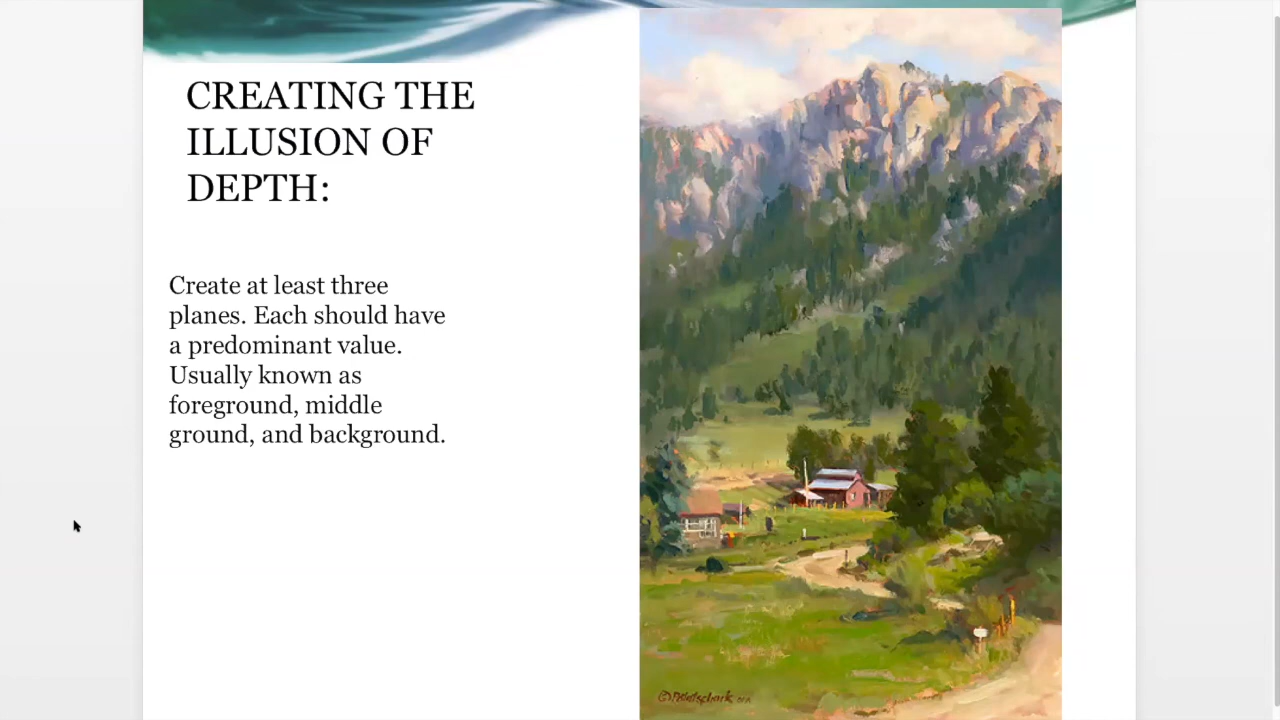 CREATING THE
ILLUSION OF
DEPTH:
Create at least three
planes. Each should have
a predominant value.
Usually known as
foreground, middle
ground, and background.